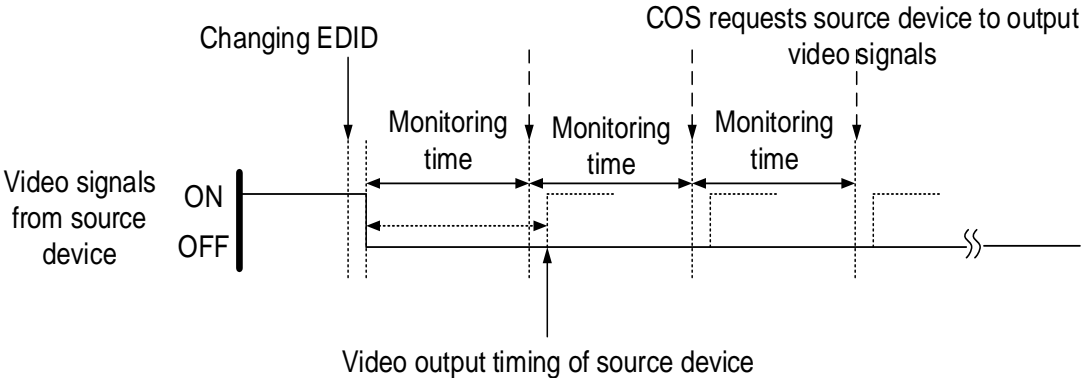 COS requests source device to output
video signals
Changing EDID
Monitoring
time
Monitoring
time
Monitoring
time
Video signals
from source
device
ON
OFF
Video output timing of source device